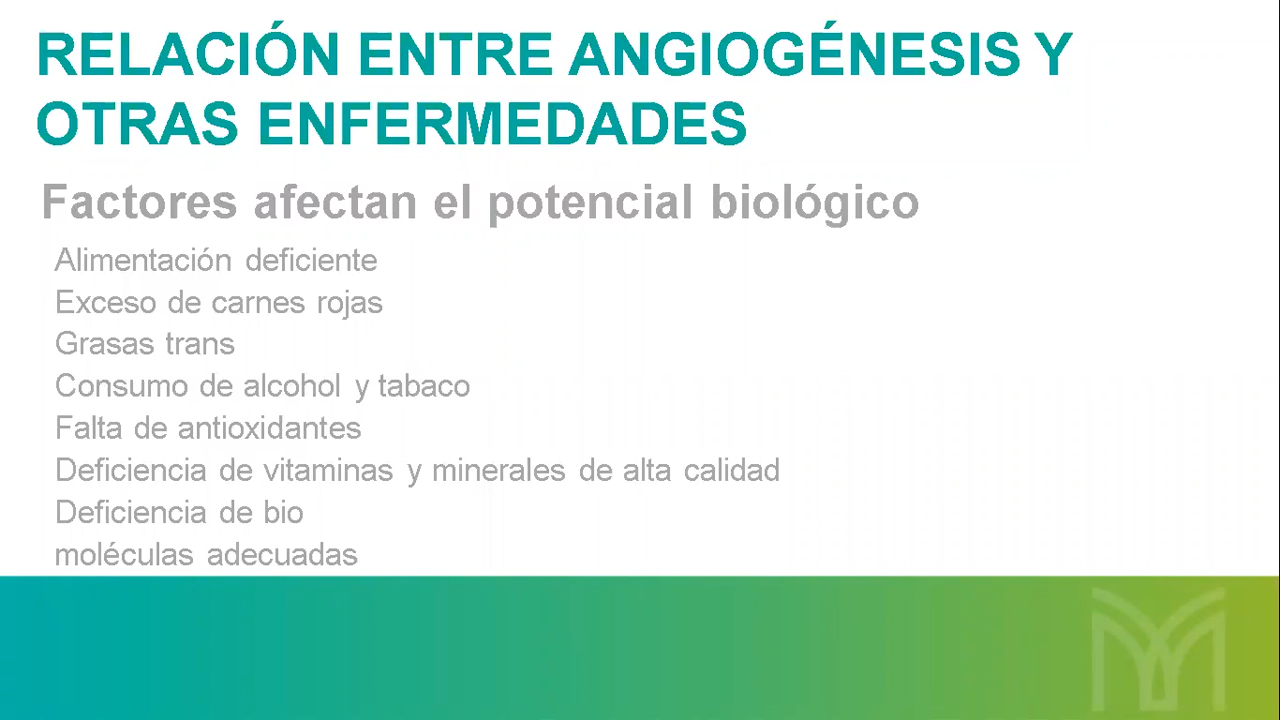 RELACIÓN ENTRE ANGIOGÉNESIS Y
OTRAS ENFERMEDADES
Factores afectan el potencial biológico
Alimentación deficiente
Exceso de carnes rojas
Grasas trans
Consumo de alcohol y tabaco
Falta de antioxidantes
Deficiencia de vitaminas y minerales de alta calidad
Deficiencia de bio
moléculas adecuadas